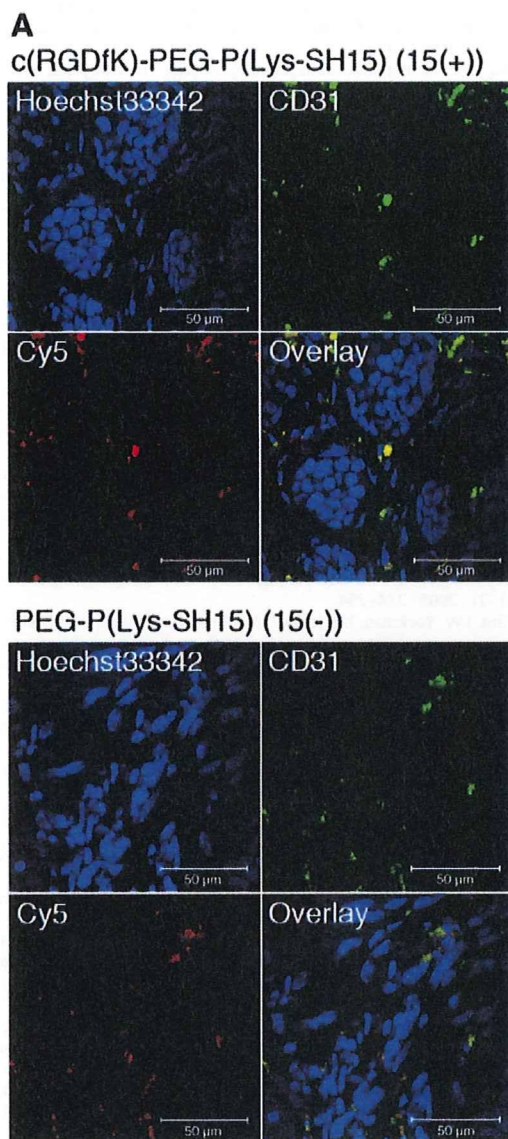 A
c(RGDfK)-PEG-P(Lys-SH15) (15(+))
Hoechst33342
CD31
50 µm
50 µm
Cy5
Overlay
50 µm
50 µm
PEG-P(Lys-SH15) (15(-))
Hoechst33342
CD31
50 µm
50 µm
Cy5
Overlay
50 µm
50 µm